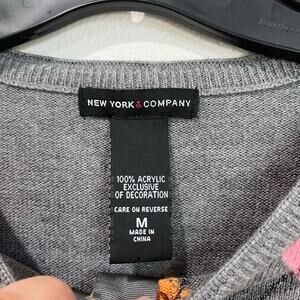 NEW YORK & COMPANY
100% ACRYLIC
EXCLUSIVE
OF DECORATION
CARE ON REVERSE
M
MADE IN
CHINA